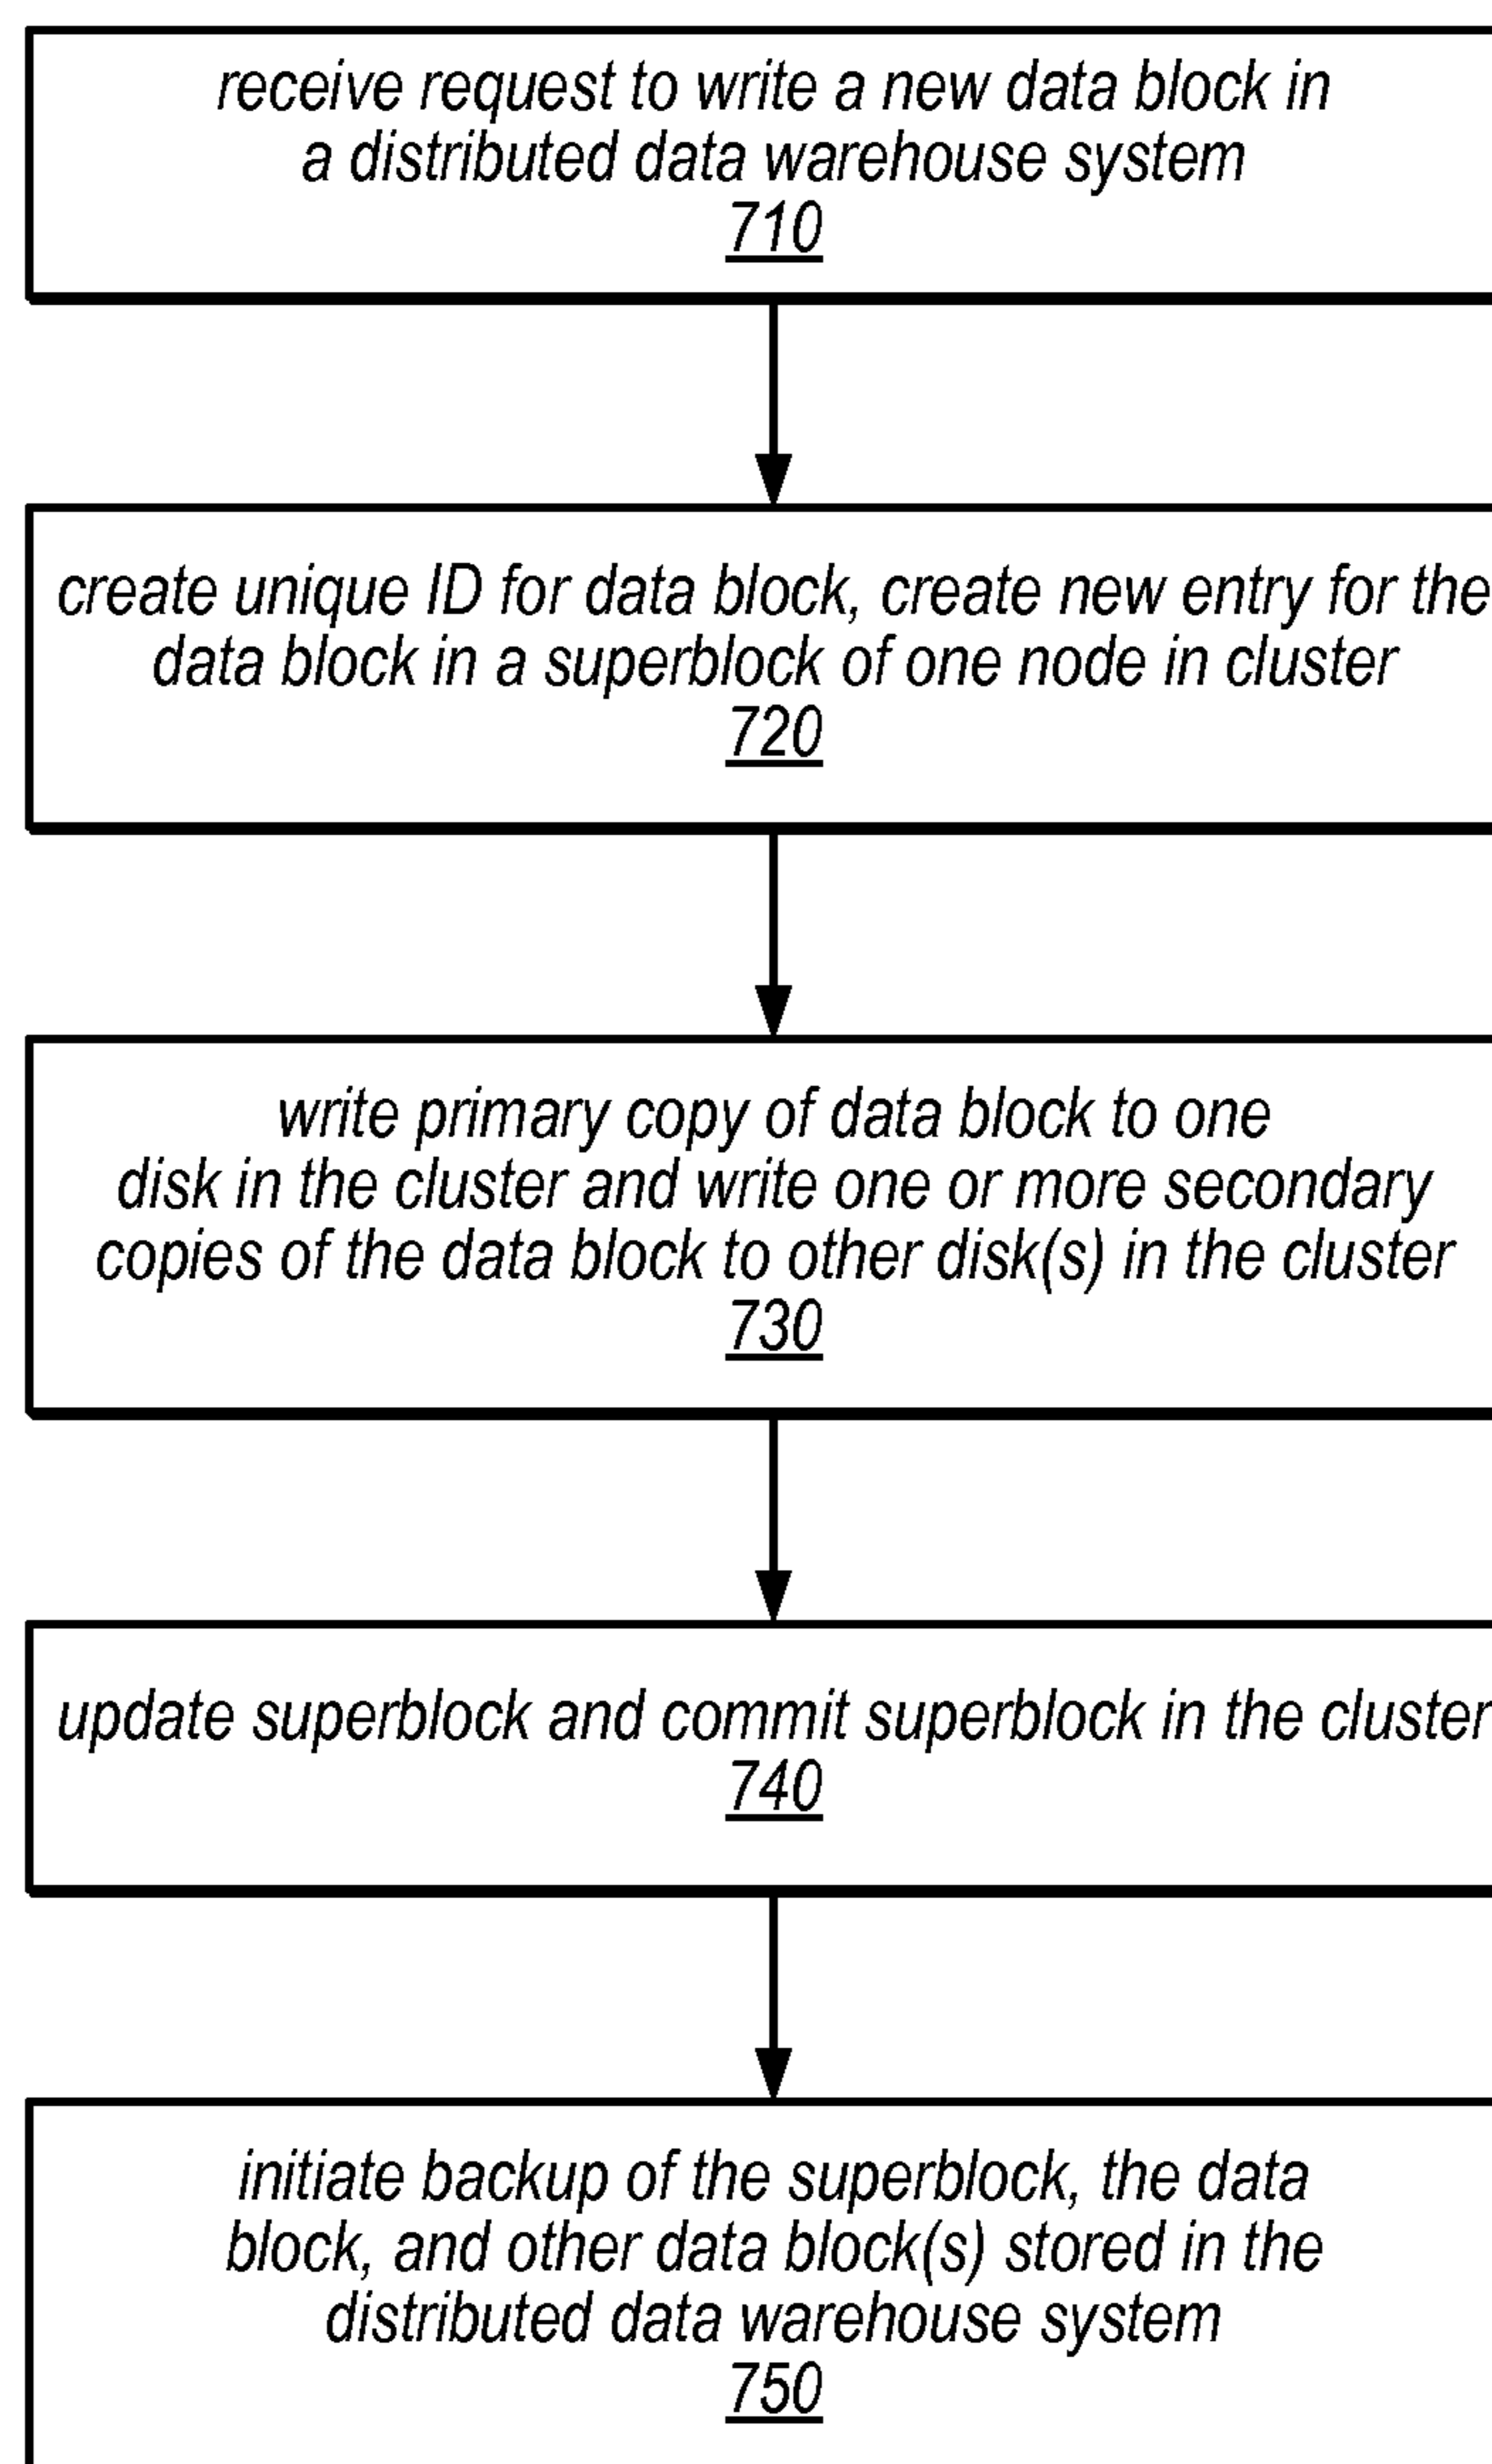 receive request to write a new data block in
a distributed data warehouse system
710
create unique ID for data block, create new entry for the
data block in a superblock of one node in cluster
720
write primary copy of data block to one
disk in the cluster and write one or more secondary
copies of the data block to other disk(s) in the cluster
730
update superblock and commit superblock in the cluster
740
initiate backup of the superblock, the data
block, and other data block(s) stored in the
distributed data warehouse system
750